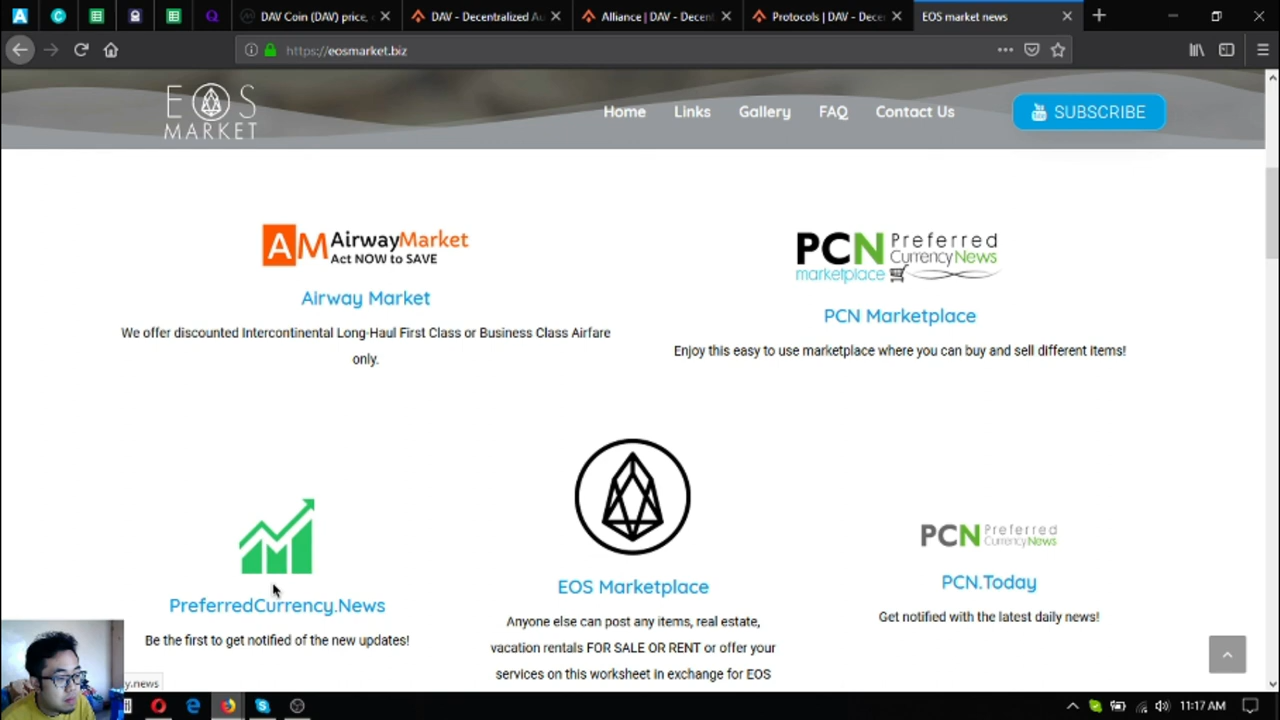 DAV Coin (DAV) price,
DAV - Decentralized Au
Alliance | DAV - Decent
Protocols | DAV - Dece
EOS market news
https://eosmarket.biz
EOS
MARKET
Home
Links
Gallery
FAQ
Contact Us
SUBSCRIBE
AM AirwayMarket
Act NOW to SAVE
Airway Market
We offer discounted Intercontinental Long-Haul First Class or Business Class Airfare
only.
PCN Preferred
CurrencyNews
marketplace
PCN Marketplace
Enjoy this easy to use marketplace where you can buy and sell different Items!
PreferredCurrency.News
Be the first to get notified of the new updates!
EOS Marketplace
Anyone else can post any items, real estate,
vacation rentals FOR SALE OR RENT or offer your
services on this worksheet in exchange for EOS
PCN Preferred
CurrencyNews
PCN.Today
Get notified with the latest daily news!
y.news
11:17 AM